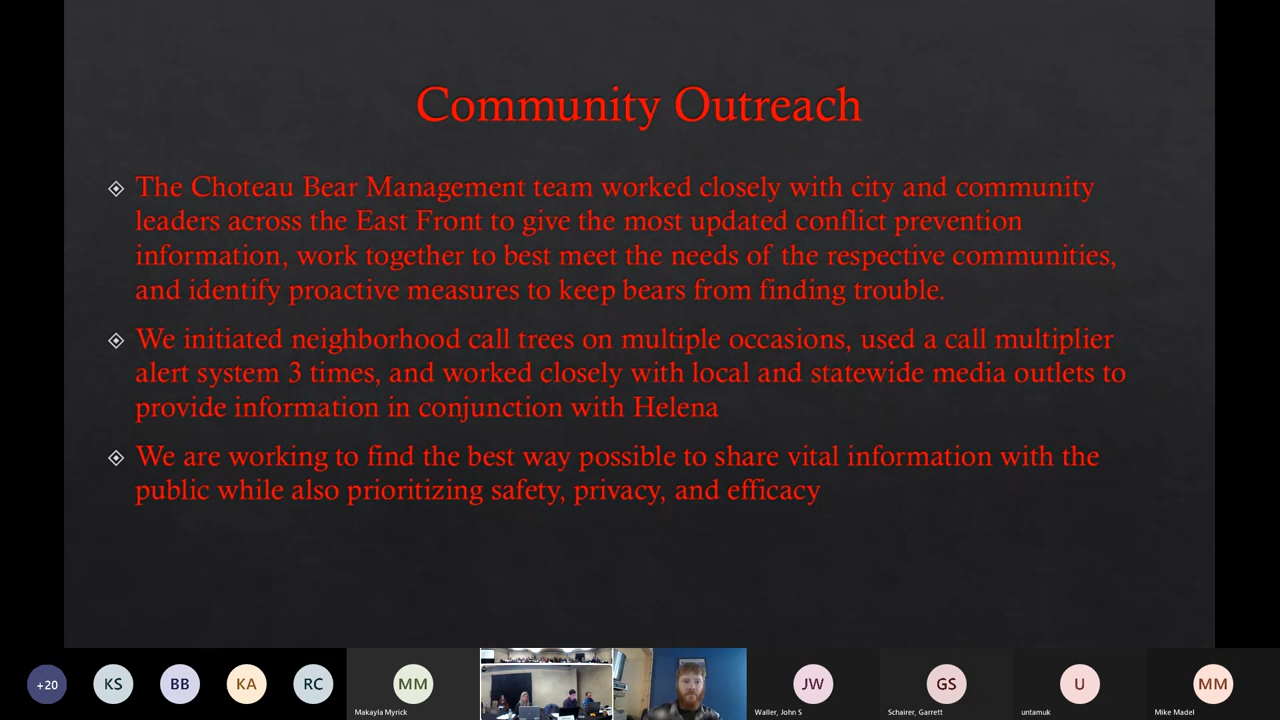 Community Outreach
The Choteau Bear Management team worked closely with city and community
leaders across the East Front to give the most updated conflict prevention
information, work together to best meet the needs of the respective communities,
and identify proactive measures to keep bears from finding trouble.
We initiated neighborhood call trees on multiple occasions, used a call multiplier
alert system 3 times, and worked closely with local and statewide media outlets to
provide information in conjunction with Helena
We are working to find the best way possible to share vital information with the
public while also prioritizing safety, privacy, and efficacy
+20
KS
BB
KA
RC
MM
JW
GS
U
MM
Makayla Myrick
Waller, John S
Schairer, Garrett
untamuk
Mike Madel